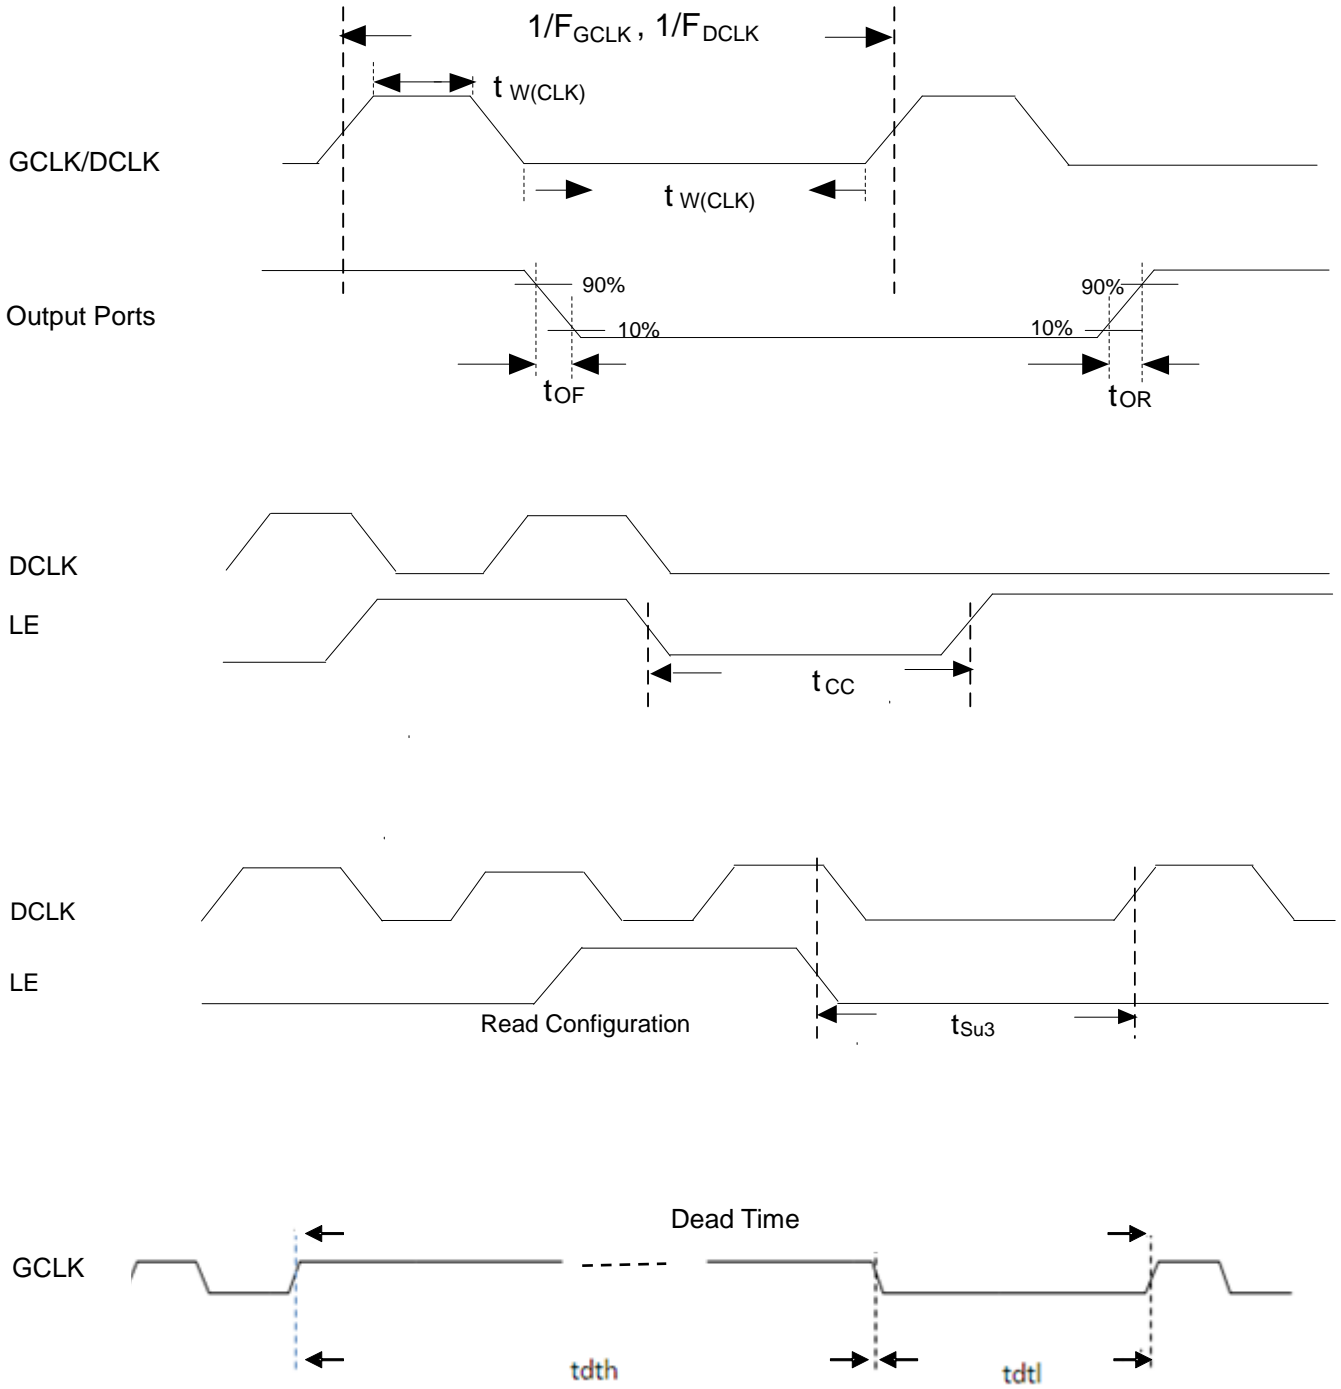 1/FGCLK , 1/FDCLK
t W(CLK)
GCLK/DCLK
t W(CLK)
90%
90%
Output Ports
10%
10%
tOF
tOR
DCLK
LE
tCC
DCLK
LE
Read Configuration
tSu3
Dead Time
GCLK
tdth
tdtl